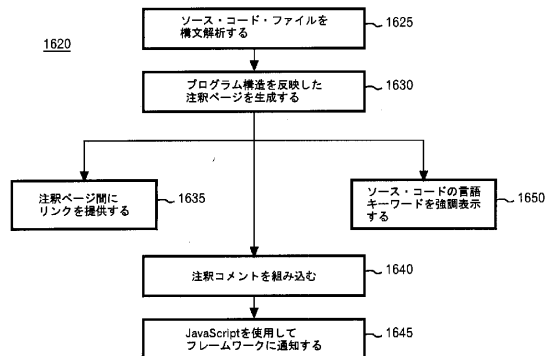 1620
ソース・コード・ファイルを
構文解析する
1625
プログラム構造を反映した
注釈ページを生成する
1630
注釈ページ間に
リンクを提供する
1635
ソース・コードの言語
キーワードを強調表示
する
1650
注釈コメントを組み込む
1640
JavaScriptを使用して
フレームワークに通知する
1645